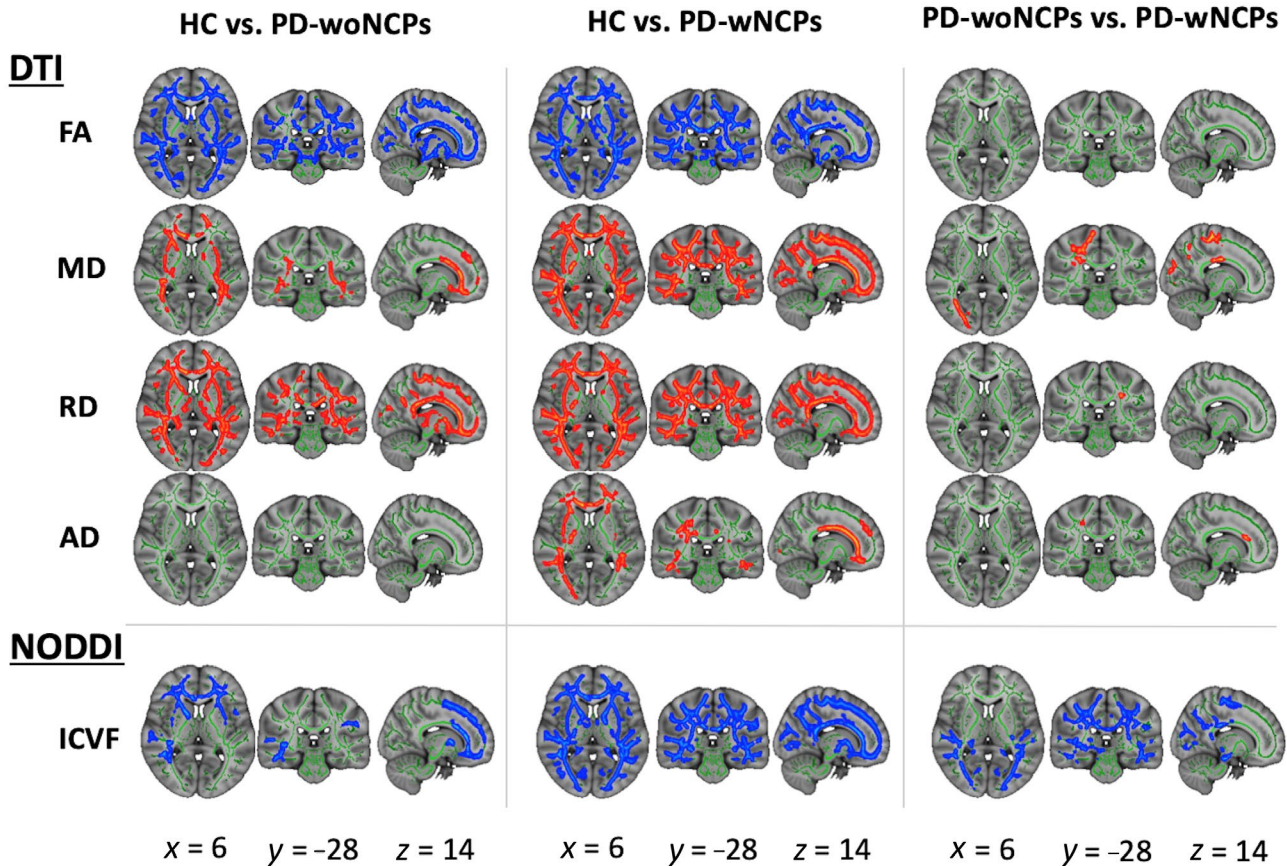 HC vs. PD-woNCPs
HC vs. PD-wNCPs
PD-woNCPs vs. PD-wNCPs
DTI
FA
MD
RD
AD
NODDI
ICVF
x = 6 y = −28 z = 14 x = 6 y = −28 z = 14 x = 6 y = −28 z = 14